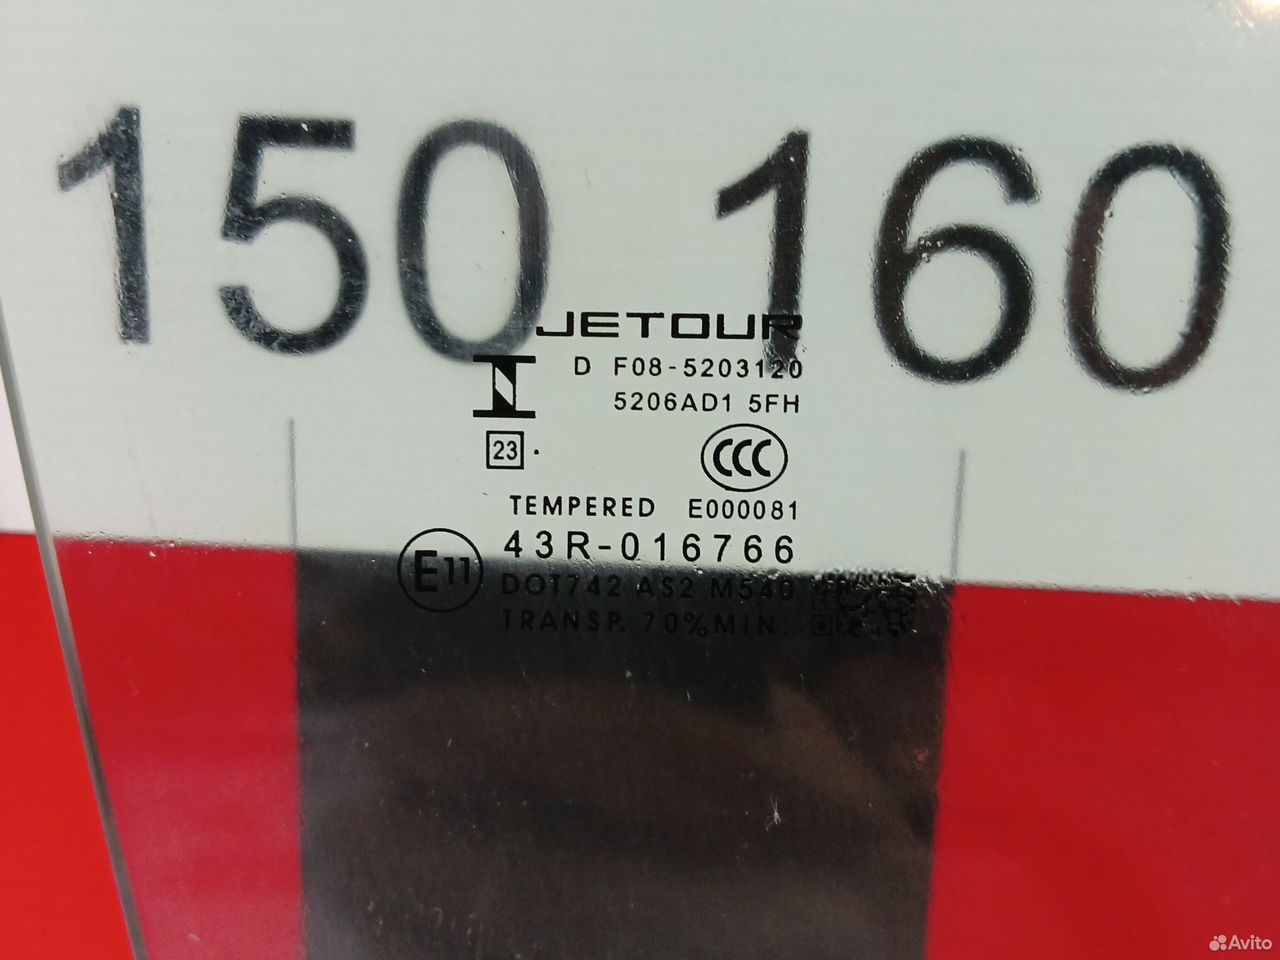 150 160
JETOUR
D F08-5203120
5206AD1 5FH
23 ·
CCC
TEMPERED E000081
E11 43R-016766
DOT742 AS2 M540
TRANSP. 70%MIN.
Avito